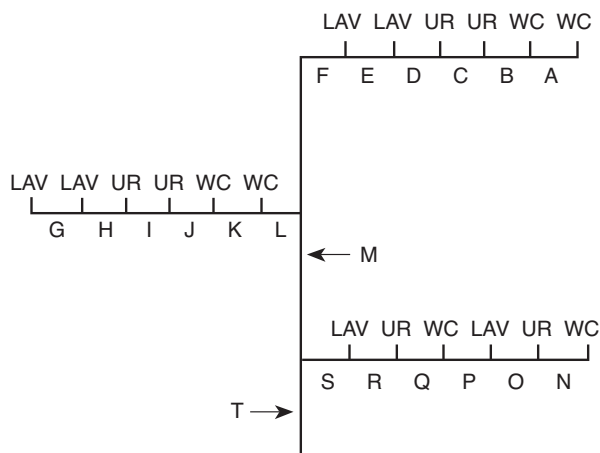 LAV LAV UR UR WC WC
F E D C B A
LAV LAV UR UR WC WC
G H I J K L
M
LAV UR WC LAV UR WC
S R Q P O N
T